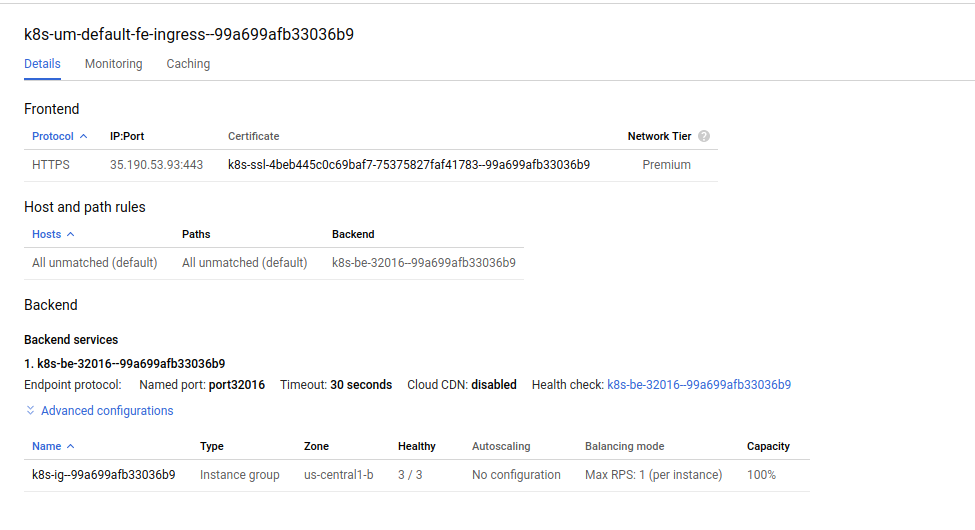 k8s-um-default-fe-ingress--99a699afb33036b9
Details Monitoring Caching
Frontend
Protocol IP:Port Certificate Network Tier ?
HTTPS 35.190.53.93:443 k8s-ssl-4beb445c0c69baf7-75375827faf41783--99a699afb33036b9 Premium
Host and path rules
Hosts Paths Backend
All unmatched (default) All unmatched (default) k8s-be-32016--99a699afb33036b9
Backend
Backend services
1. k8s-be-32016--99a699afb33036b9
Endpoint protocol: Named port: port32016 Timeout: 30 seconds Cloud CDN: disabled Health check: k8s-be-32016--99a699afb33036b9
Advanced configurations
Name Type Zone Healthy Autoscaling Balancing mode Capacity
k8s-ig--99a699afb33036b9 Instance group us-central1-b 3 / 3 No configuration Max RPS: 1 (per instance) 100%